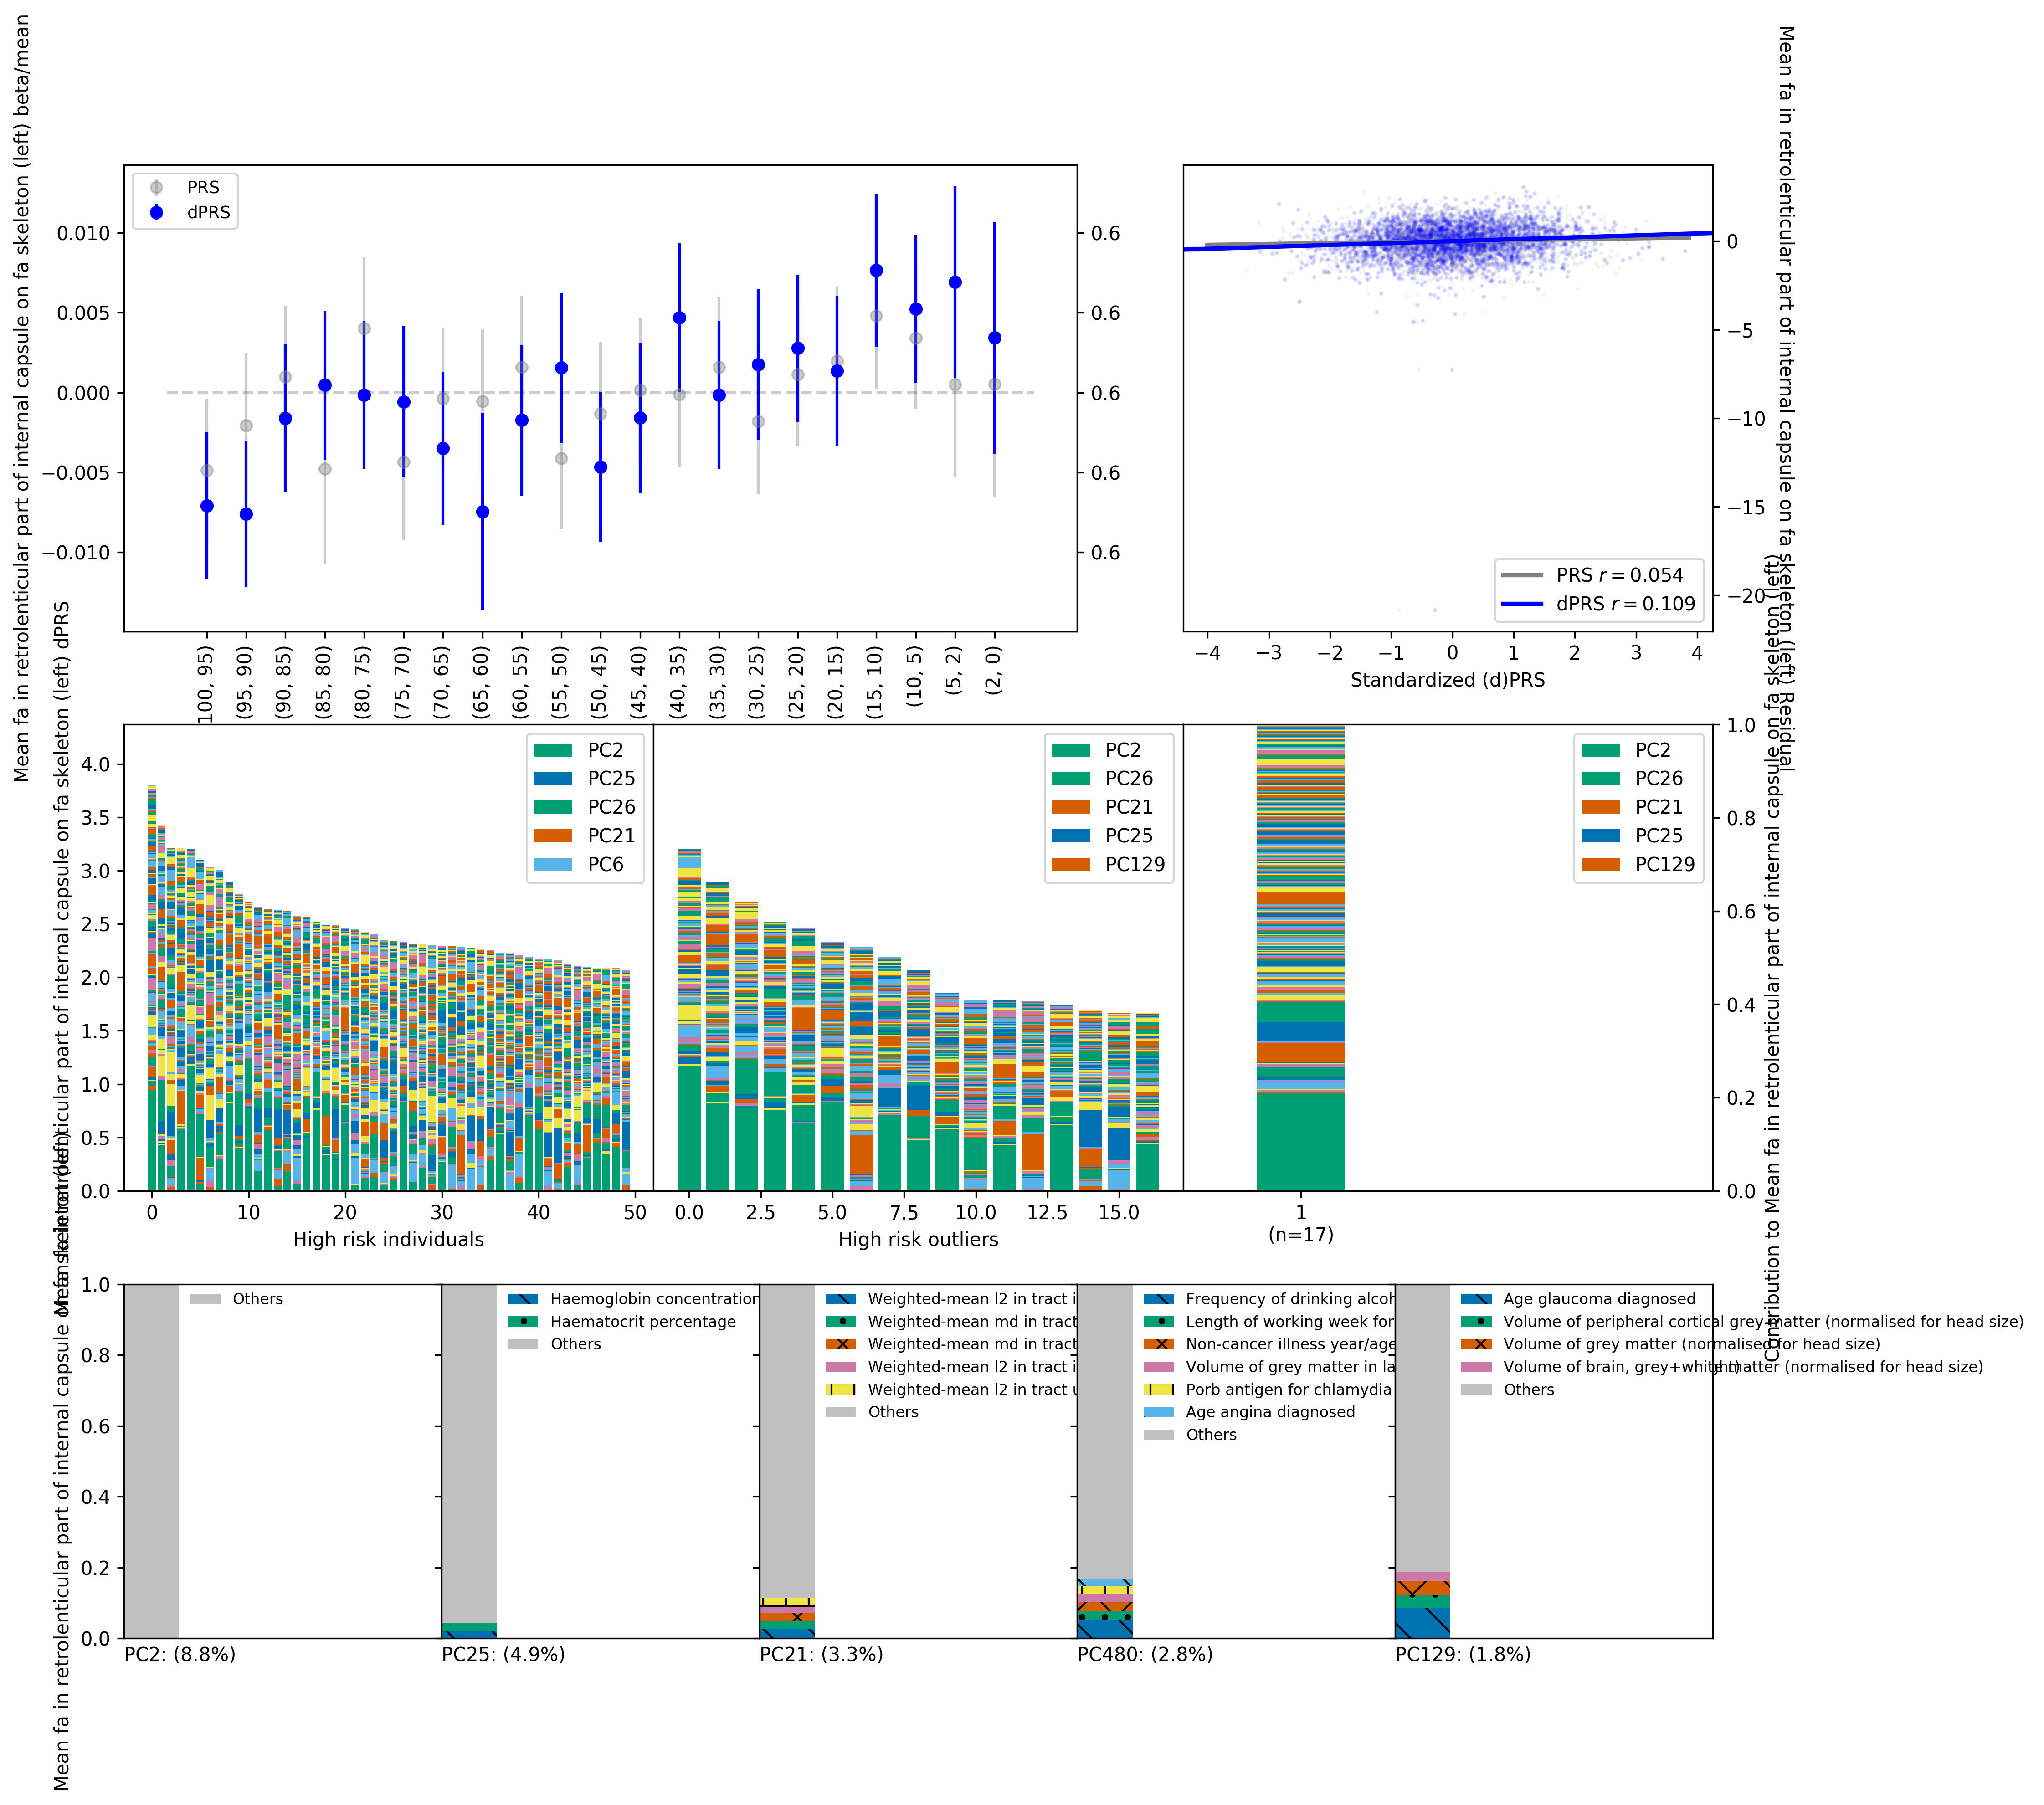 Mean fa in retrolenticular part of internal capsule on fa skeleton (left) beta/mean
PRS
dPRS
0.010
0.005
0.000
−0.005
−0.010
0.6
0.6
0.6
0.6
0.6
100, 95)
(95, 90)
(90, 85)
(85, 80)
(80, 75)
(75, 70)
(70, 65)
(65, 60)
(60, 55)
(55, 50)
(50, 45)
(45, 40)
(40, 35)
(35, 30)
(30, 25)
(25, 20)
(20, 15)
(15, 10)
(10, 5)
(5, 2)
(2, 0)
Mean fa in retrolenticular part of internal capsule on fa skeleton (left) Residual
0
−5
−10
−15
−20
PRS r = 0.054
dPRS r = 0.109
−4 −3 −2 −1 0 1 2 3 4
Standardized (d)PRS
Mean fa in retrolenticular part of internal capsule on fa skeleton (left) dPRS
4.0
3.5
3.0
2.5
2.0
1.5
1.0
0.5
0.0
PC2
PC25
PC26
PC21
PC6
0 10 20 30 40 50
High risk individuals
PC2
PC26
PC21
PC25
PC129
0.0 2.5 5.0 7.5 10.0 12.5 15.0
High risk outliers
PC2
PC26
PC21
PC25
PC129
1
(n=17)
1.0
0.8
0.6
0.4
0.2
0.0
Contribution to Mean fa in retrolenticular part of internal capsule on fa skeleton (left)
Mean fa in retrolenticular part of internal capsule on fa skeleton (left)
1.0
0.8
0.6
0.4
0.2
0.0
Others
PC2: (8.8%)
Haemoglobin concentration
Haematocrit percentage
Others
PC25: (4.9%)
Weighted-mean l2 in tract i
Weighted-mean md in tract
Weighted-mean md in tract
Weighted-mean l2 in tract i
Weighted-mean l2 in tract u
Others
PC21: (3.3%)
Frequency of drinking alcoh
Length of working week for
Non-cancer illness year/age
Volume of grey matter in la
Porb antigen for chlamydia
Age angina diagnosed
Others
PC480: (2.8%)
Age glaucoma diagnosed
Volume of peripheral cortical grey matter (normalised for head size)
Volume of grey matter (normalised for head size)
Volume of brain, grey+white matter (normalised for head size)
Others
PC129: (1.8%)